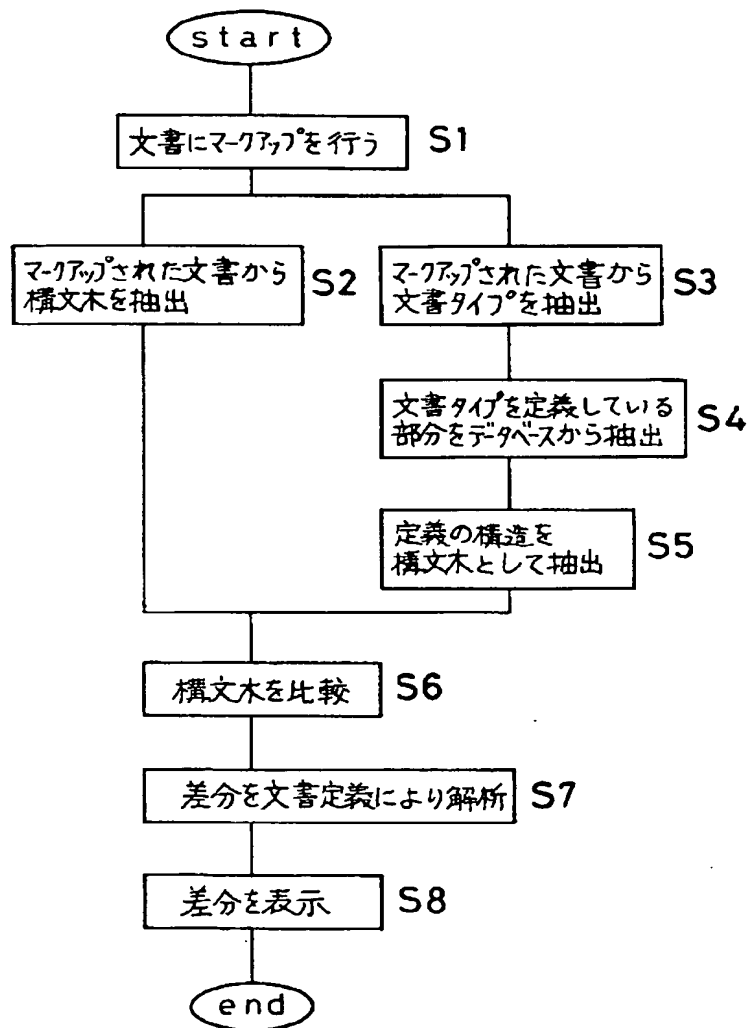 start
文書にマークアップを行う
S1
マークアップされた文書から
構文木を抽出
S2
マークアップされた文書から
文書タイプを抽出
S3
文書タイプを定義している
部分をデータベースから抽出
S4
定義の構造を
構文木として抽出
S5
構文木を比較
S6
差分を文書定義により解析
S7
差分を表示
S8
end